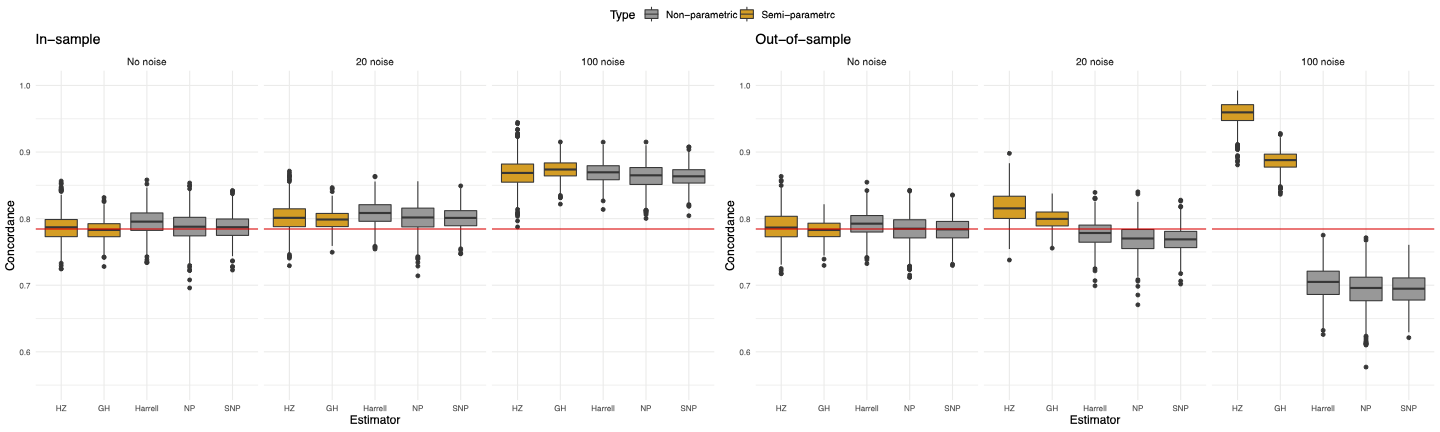 Type Non-parametric Semi-parametrc
In-sample
No noise 20 noise 100 noise
1.0
0.9
0.8
0.7
0.6
Concordance
HZ GH Harrell NP SNP HZ GH Harrell NP SNP HZ GH Harrell NP SNP
Estimator
Out-of-sample
No noise 20 noise 100 noise
1.0
0.9
0.8
0.7
0.6
Concordance
HZ GH Harrell NP SNP HZ GH Harrell NP SNP HZ GH Harrell NP SNP
Estimator